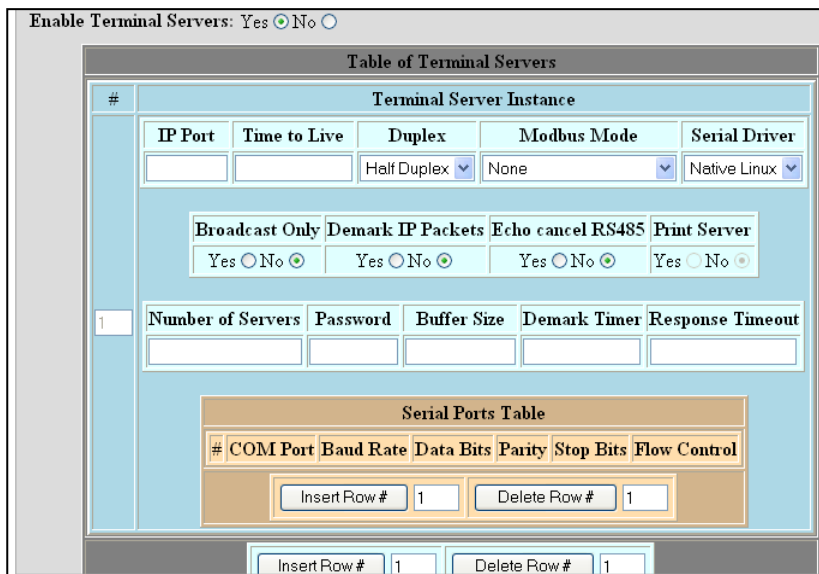 Enable Terminal Servers: Yes No
Table of Terminal Servers
# Terminal Server Instance
IP Port Time to Live Duplex Modbus Mode Serial Driver
Half Duplex None Native Linux
Broadcast Only Demark IP Packets Echo cancel RS485 Print Server
Yes No Yes No Yes No Yes No
1
Number of Servers Password Buffer Size Demark Timer Response Timeout
Serial Ports Table
# COM Port Baud Rate Data Bits Parity Stop Bits Flow Control
Insert Row # 1 Delete Row # 1
Insert Row # 1 Delete Row # 1